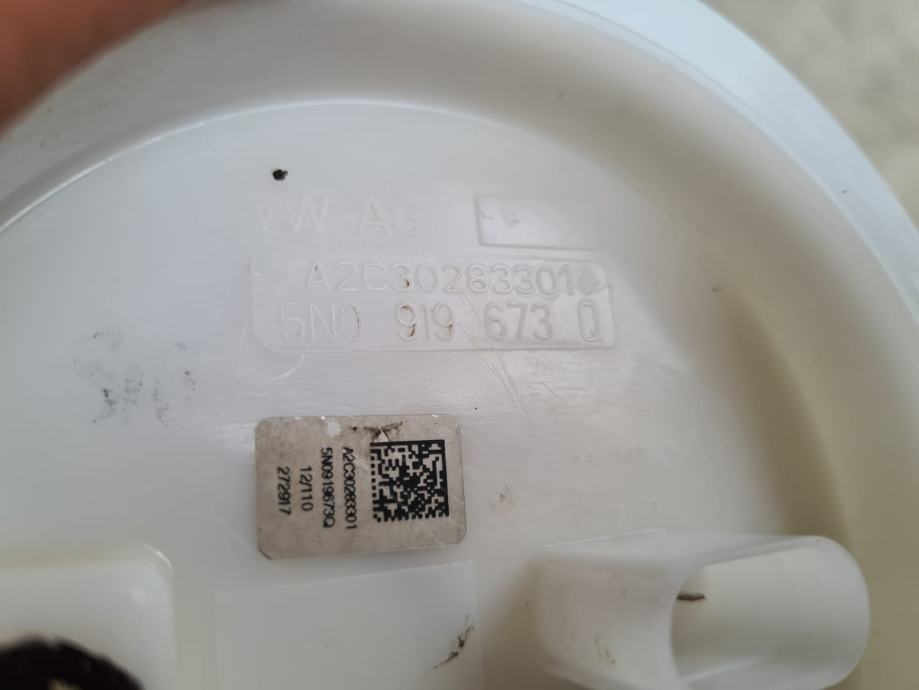 VW AG
A2C30283301
5N0 919 673 Q
A2C30283301
5N0919673Q
12/110
272917